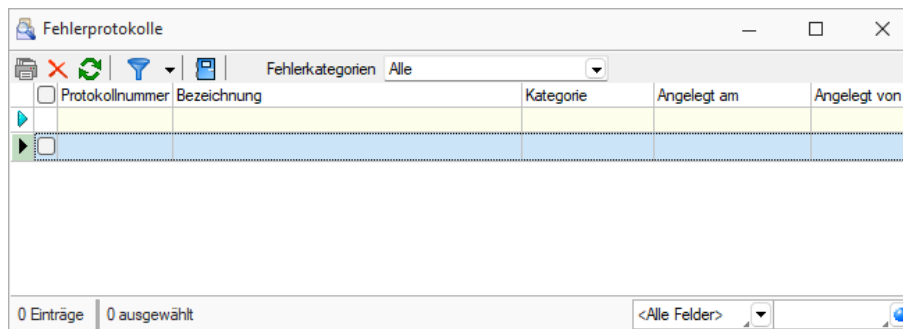 Fehlerprotokolle
Fehlerkategorien Alle
Protokollnummer Bezeichnung Kategorie Angelegt am Angelegt von
0 Einträge 0 ausgewählt <Alle Felder>